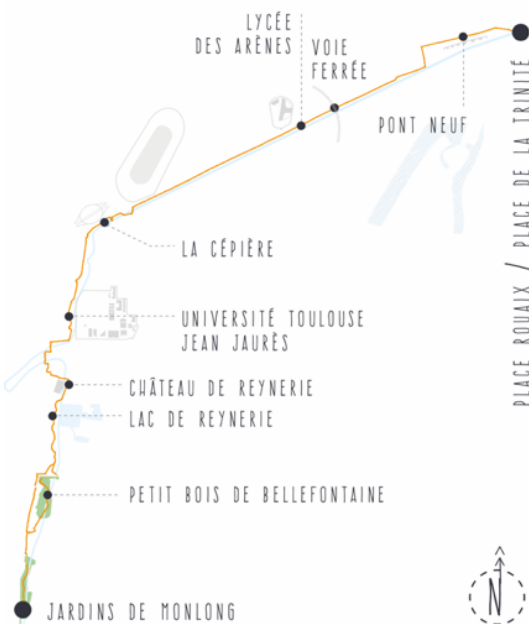 LYCÉE
DES ARÈNES
VOIE
FERRÉE
PONT NEUF
PLACE ROUAIX / PLACE DE LA TRINITÉ
LA CÉPIÈRE
UNIVERSITÉ TOULOUSE
JEAN JAURÈS
CHÂTEAU DE REYNERIE
LAC DE REYNERIE
PETIT BOIS DE BELLEFONTAINE
JARDINS DE MONLONG
N